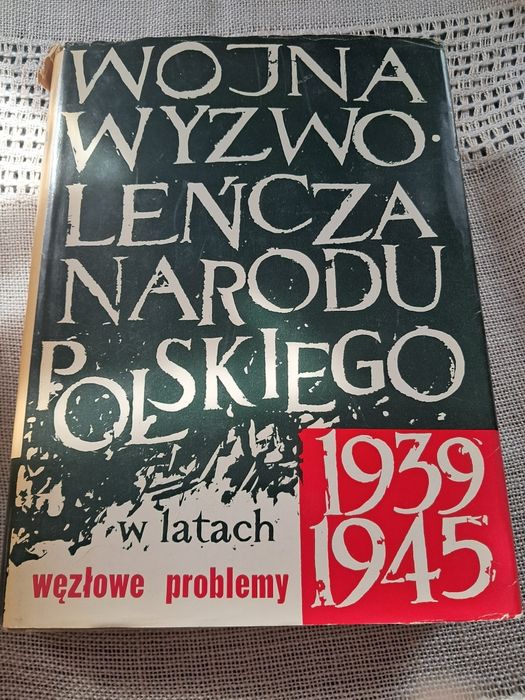 WOJNA
WYZWO-
LEŃCZA
NARODU
POLSKIEGO
w latach
1939
1945
węzłowe problemy